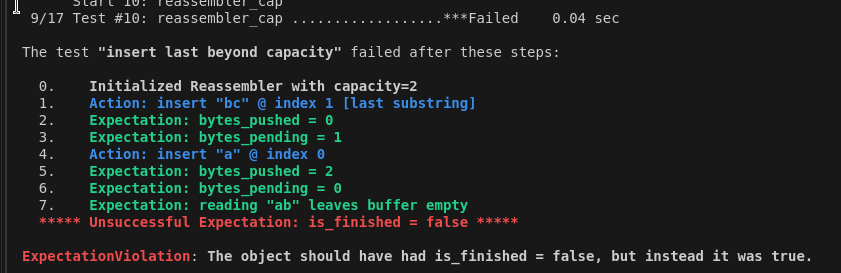 Start 10: reassembler_cap
9/17 Test #10: reassembler_cap ..................***Failed    0.04 sec
The test "insert last beyond capacity" failed after these steps:
0.    Initialized Reassembler with capacity=2
1.    Action: insert "bc" @ index 1 [last substring]
2.    Expectation: bytes_pushed = 0
3.    Expectation: bytes_pending = 1
4.    Action: insert "a" @ index 0
5.    Expectation: bytes_pushed = 2
6.    Expectation: bytes_pending = 0
7.    Expectation: reading "ab" leaves buffer empty
***** Unsuccessful Expectation: is_finished = false *****
ExpectationViolation: The object should have had is_finished = false, but instead it was true.